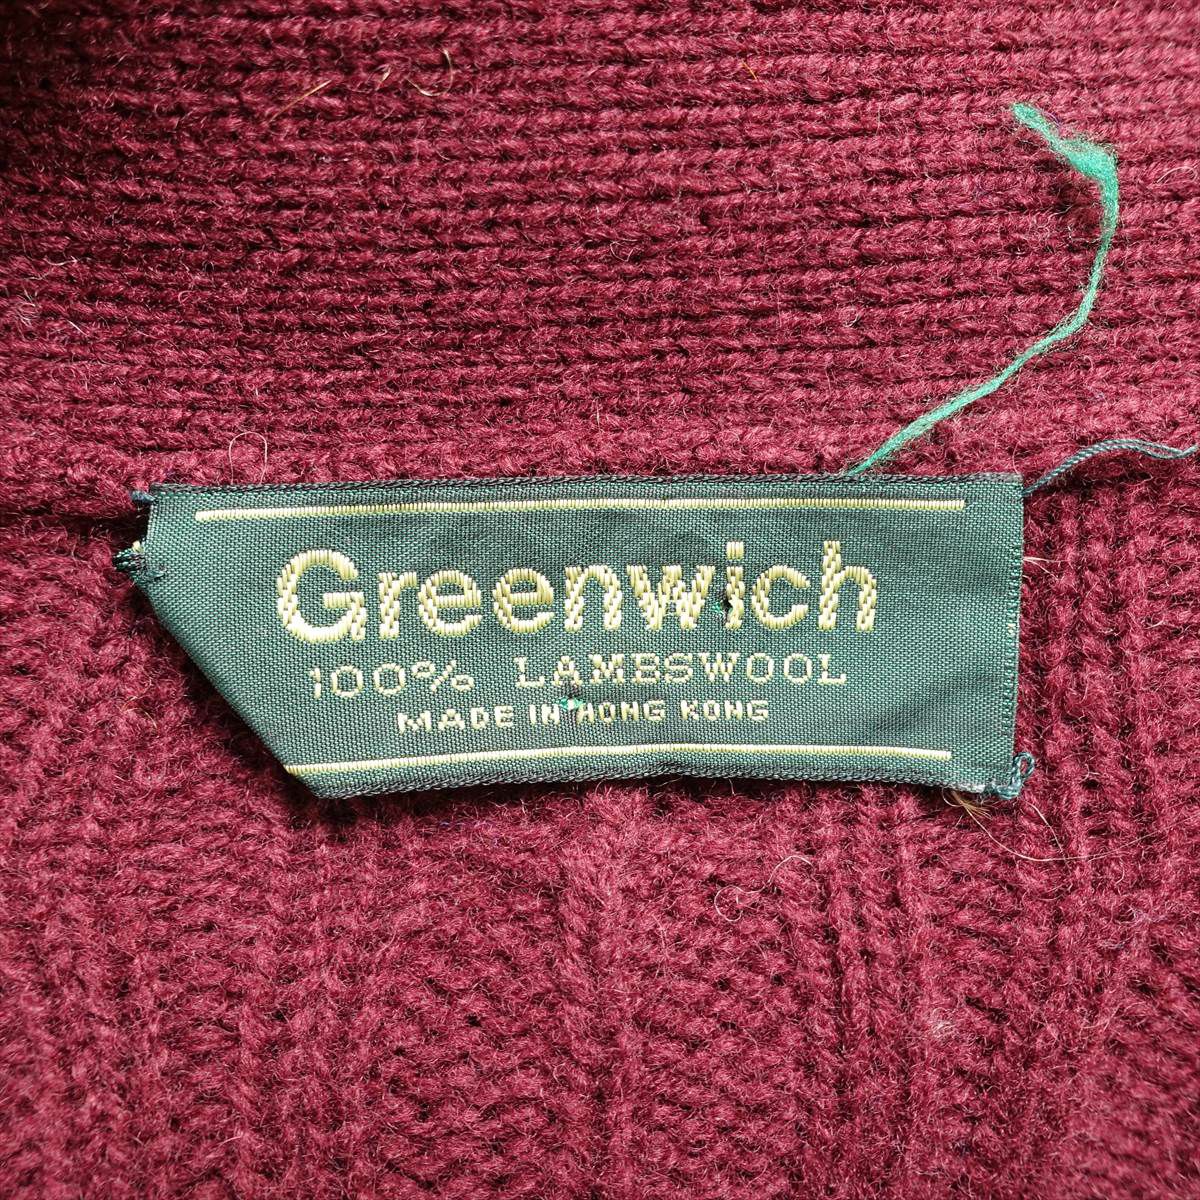 Greenwich
100% LAMBSWOOL
MADE IN HONG KONG